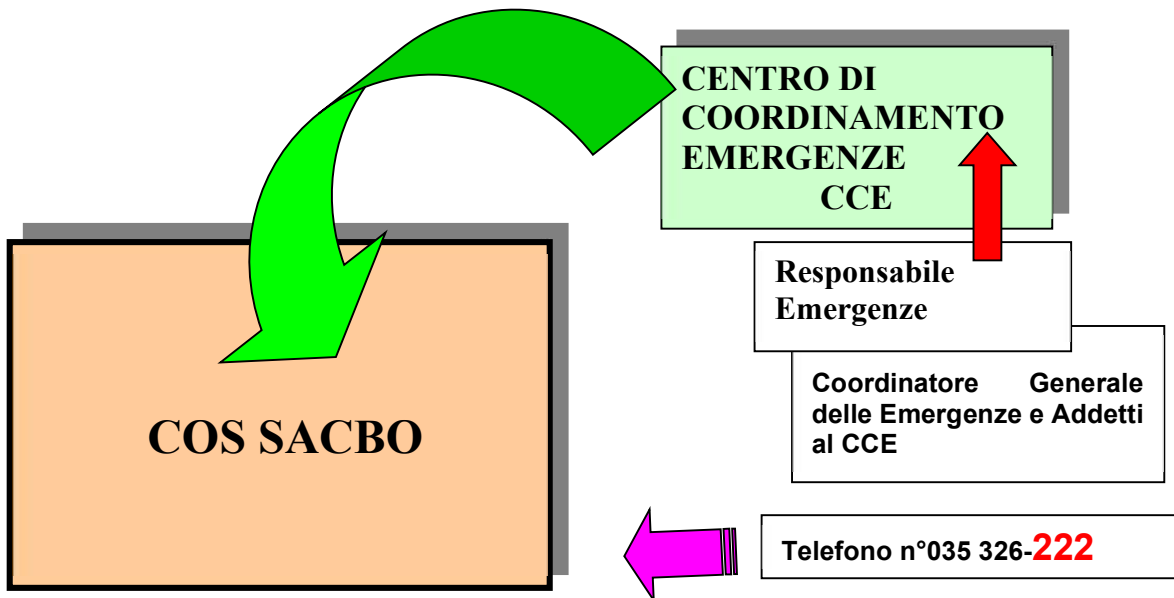 CENTRO DI
COORDINAMENTO
EMERGENZE
CCE
Responsabile
Emergenze
Coordinatore Generale
delle Emergenze e Addetti
al CCE
COS SACBO
Telefono n°035 326-222